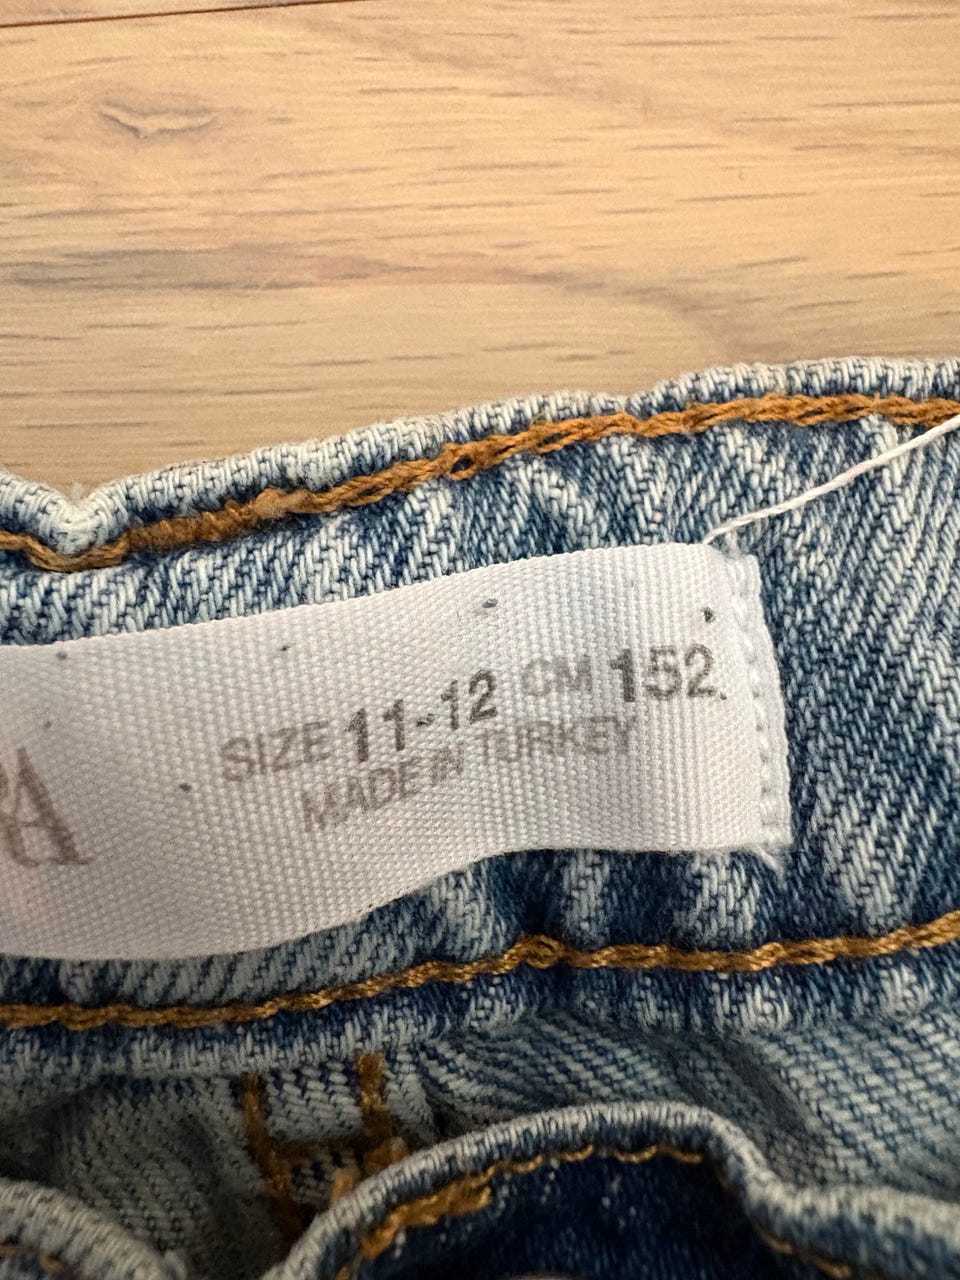 SIZE 11-12 CM 152
MADE IN TURKEY